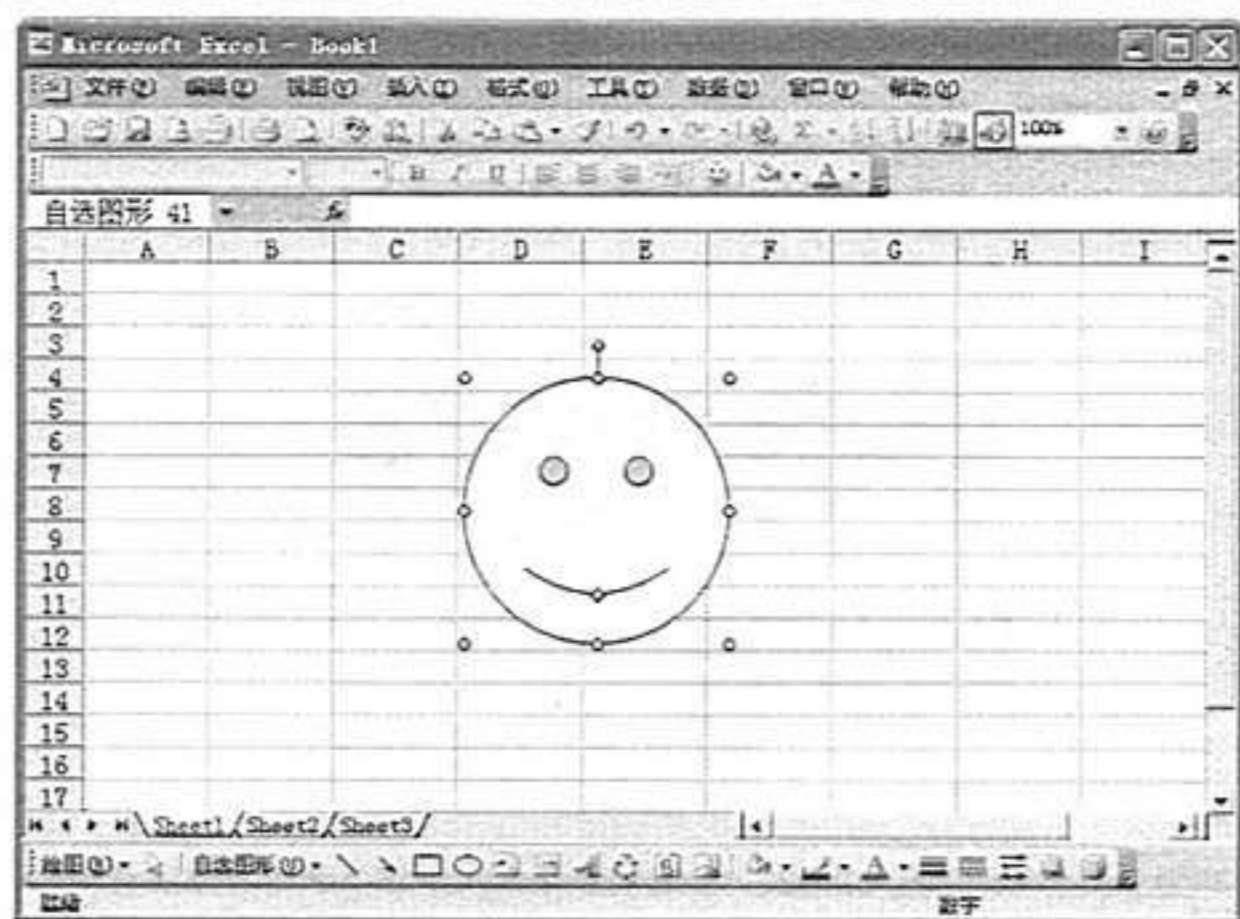 Microsoft Excel - Book1
文件(F) 编辑(E) 视图(V) 插入(I) 格式(O) 工具(T) 数据(D) 窗口(W) 帮助(H)
100%
B I U
自选图形 41 fx
A B C D E F G H I
1
2
3
4
5
6
7
8
9
10
11
12
13
14
15
16
17
Sheet1 Sheet2 Sheet3
绘图(R) 自选图形(U)
就绪 数字